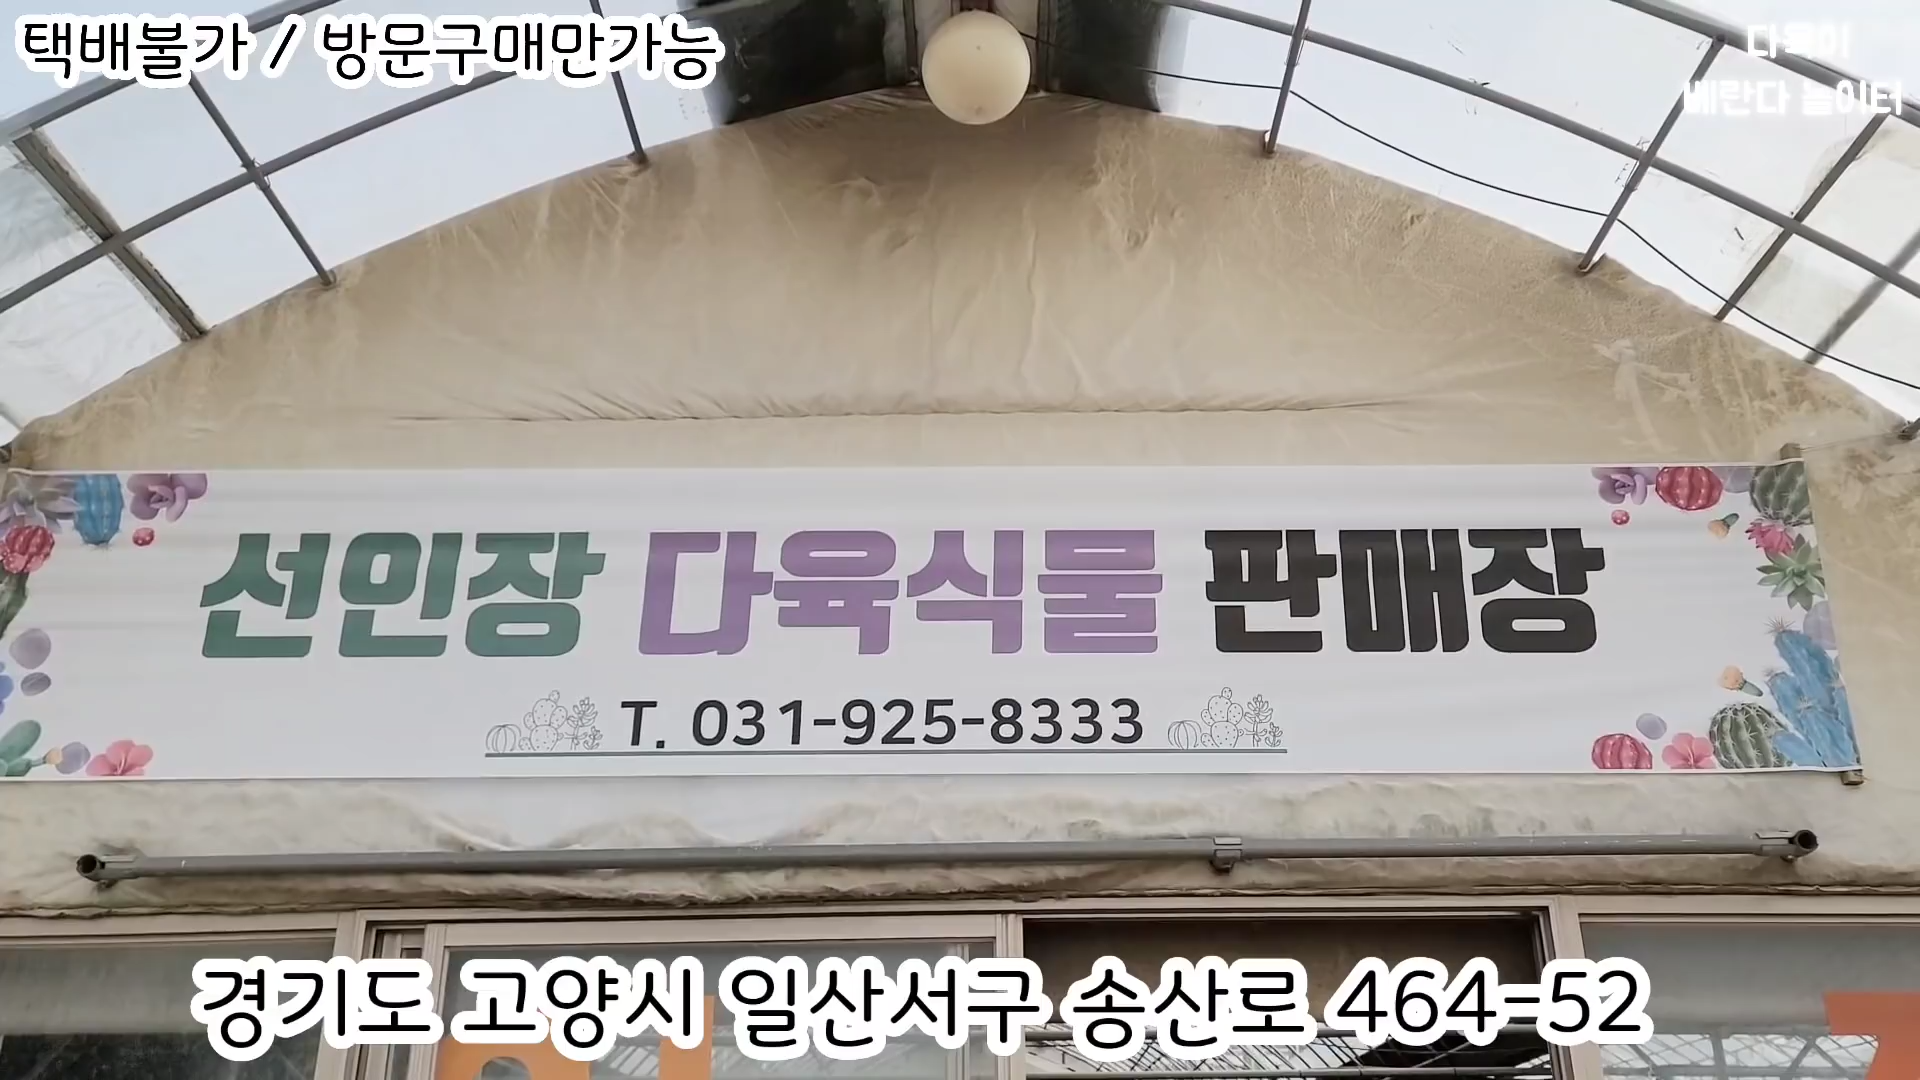 택배불가 / 방문구매만가능
다육이
베란다 놀이터
선인장 다육식물 판매장
T. 031-925-8333
경기도 고양시 일산서구 송산로 464-52